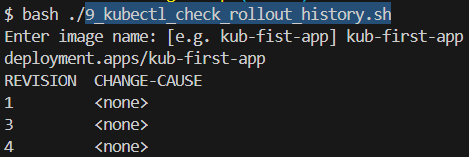 $ bash ./9_kubectl_check_rollout_history.sh
Enter image name: [e.g. kub-fist-app] kub-first-app
deployment.apps/kub-first-app
REVISION  CHANGE-CAUSE
1         <none>
3         <none>
4         <none>